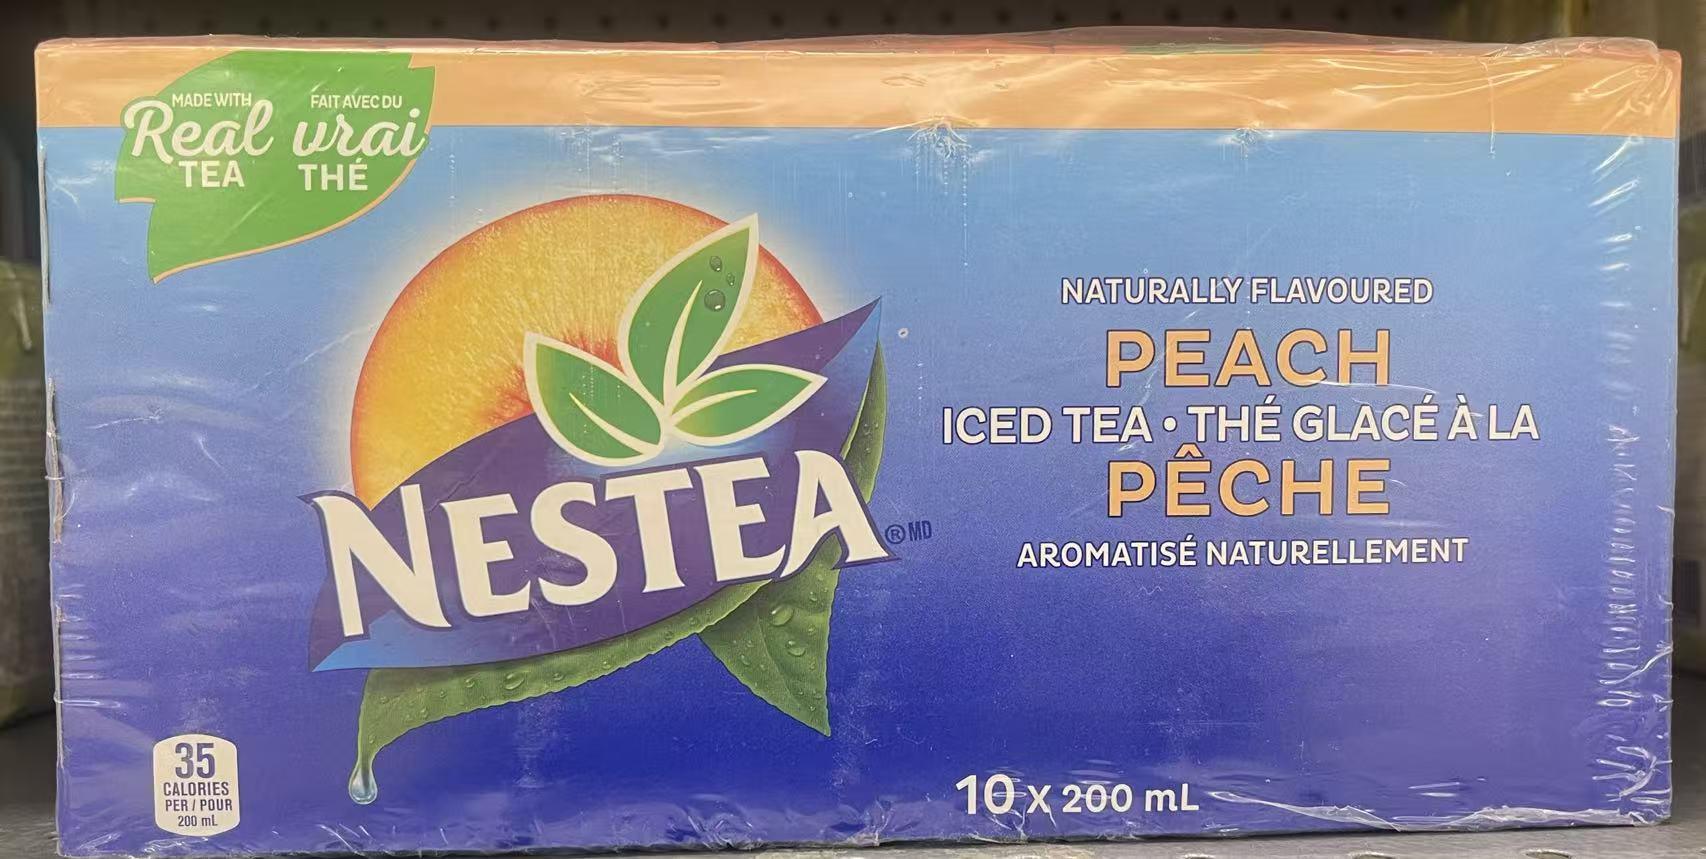 MADE WITH
Real
TEA
FAIT AVEC DU
vrai
THÉ
NESTEA ®MD
NATURALLY FLAVOURED
PEACH
ICED TEA • THÉ GLACÉ À LA
PÊCHE
AROMATISÉ NATURELLEMENT
35
CALORIES
PER / POUR
200 mL
10 X 200 mL